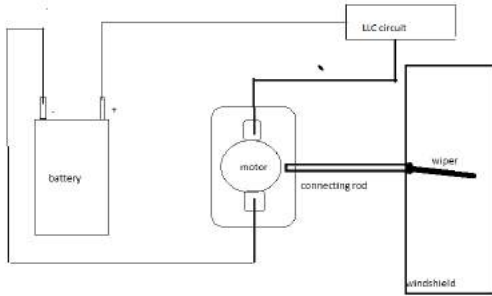 LLC circuit
-
+
battery
motor
wiper
connecting rod
windshield